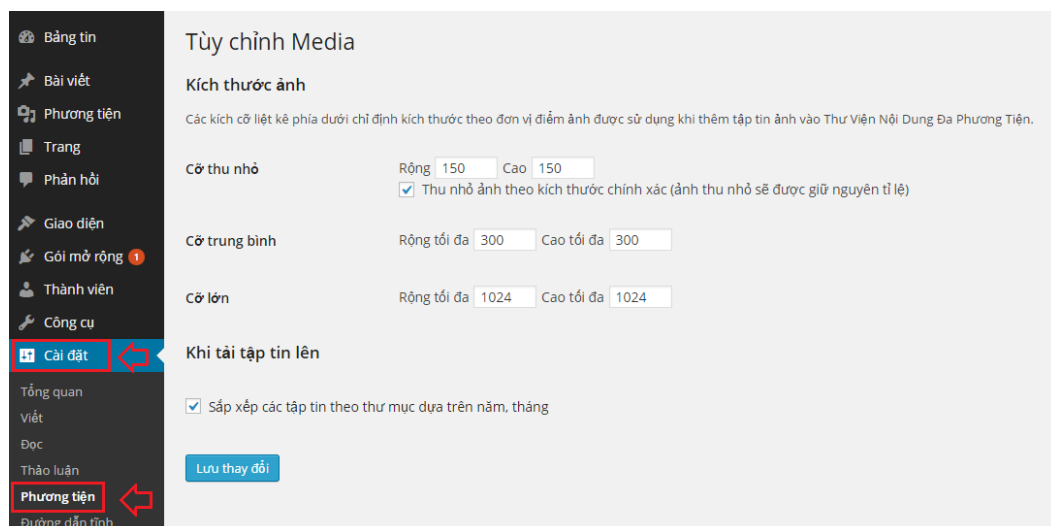 Bảng tin
Bài viết
Phương tiện
Trang
Phản hồi
Giao diện
Gói mở rộng 1
Thành viên
Công cụ
Cài đặt
Tổng quan
Viết
Đọc
Thảo luận
Phương tiện
Đường dẫn tĩnh
Tùy chỉnh Media
Kích thước ảnh
Các kích cỡ liệt kê phía dưới chỉ định kích thước theo đơn vị điểm ảnh được sử dụng khi thêm tập tin ảnh vào Thư Viện Nội Dung Đa Phương Tiện.
Cỡ thu nhỏ Rộng 150 Cao 150
Thu nhỏ ảnh theo kích thước chính xác (ảnh thu nhỏ sẽ được giữ nguyên tỉ lệ)
Cỡ trung bình Rộng tối đa 300 Cao tối đa 300
Cỡ lớn Rộng tối đa 1024 Cao tối đa 1024
Khi tải tập tin lên
Sắp xếp các tập tin theo thư mục dựa trên năm, tháng
Lưu thay đổi